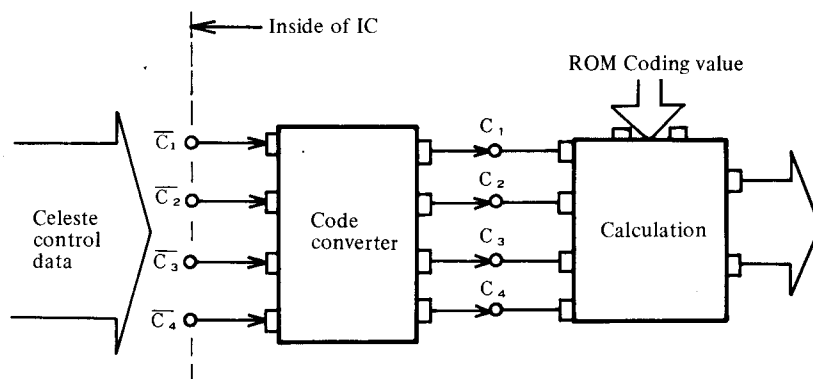 Inside of IC
ROM Coding value
C̅₁
C̅₂
C̅₃
C̅₄
Celeste
control
data
Code
converter
C₁
C₂
C₃
C₄
Calculation